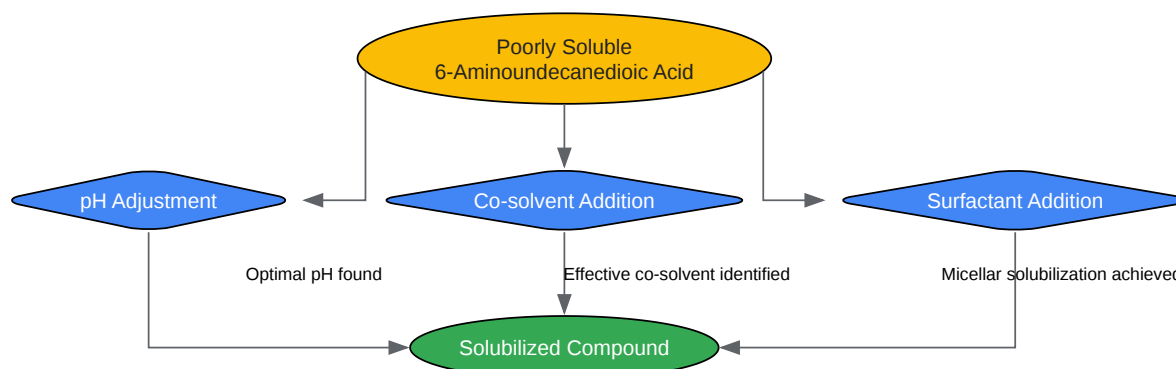 Poorly Soluble
6-Aminoundecanedioic Acid
pH Adjustment
Co-solvent Addition
Surfactant Addition
Optimal pH found
Effective co-solvent identified
Micellar solubilization achieved
Solubilized Compound